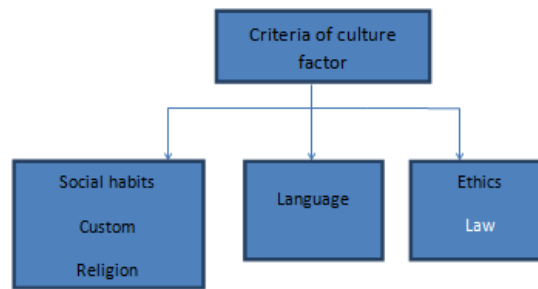 Criteria of culture
factor
Social habits
Custom
Religion
Language
Ethics
Law